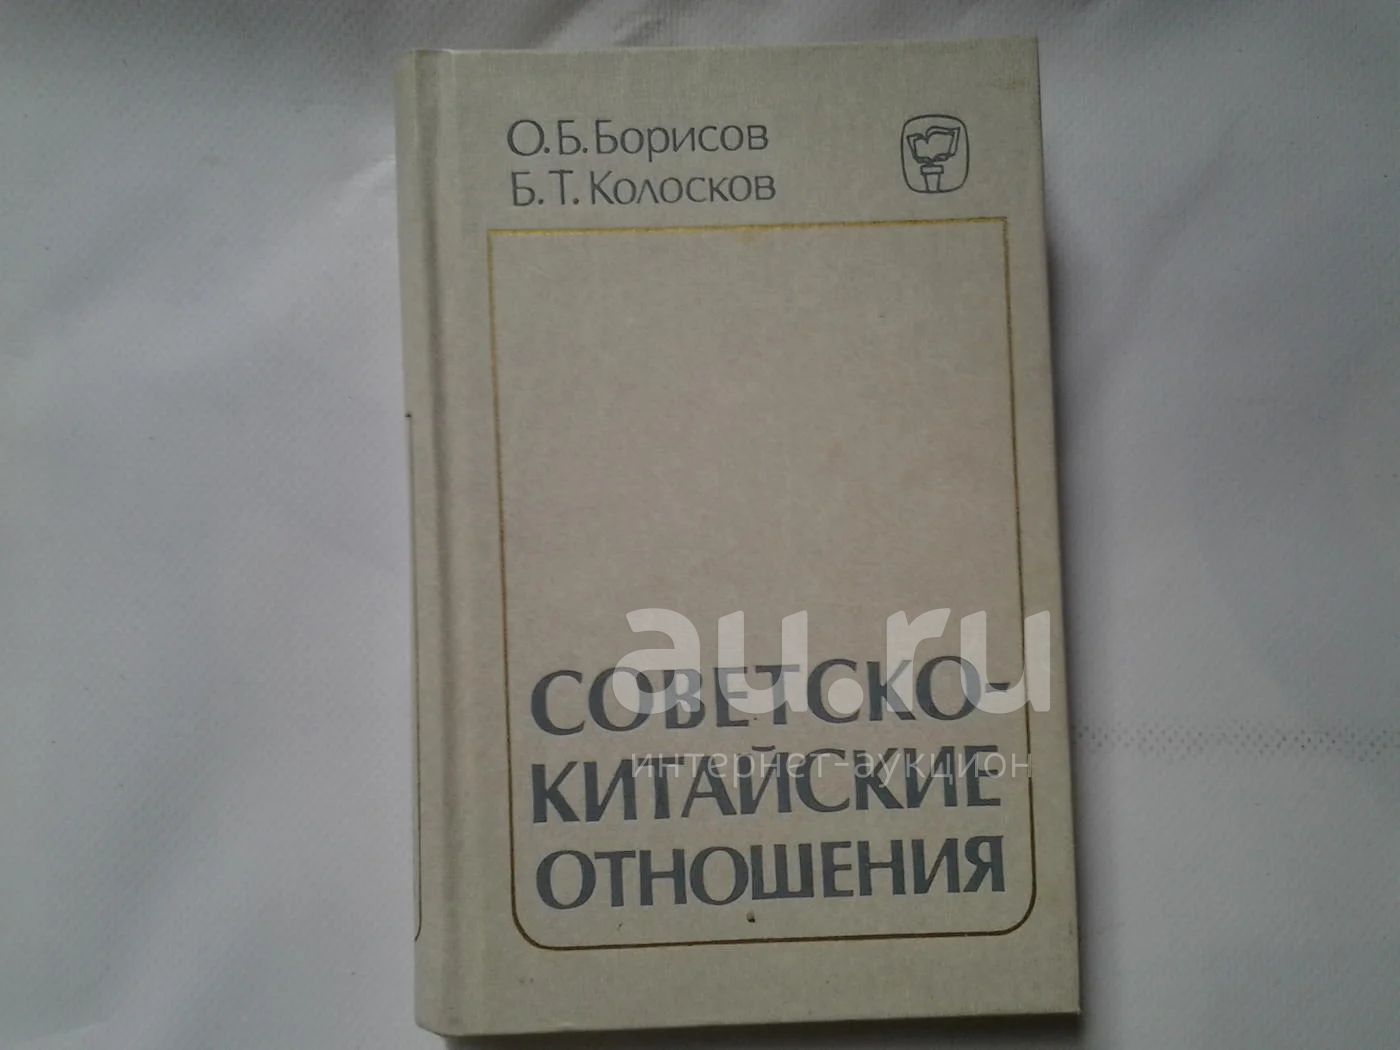 О.Б.Борисов
Б.Т.Колосков
СОВЕТСКО-
КИТАЙСКИЕ
ОТНОШЕНИЯ
au.ru
интернет-аукцион